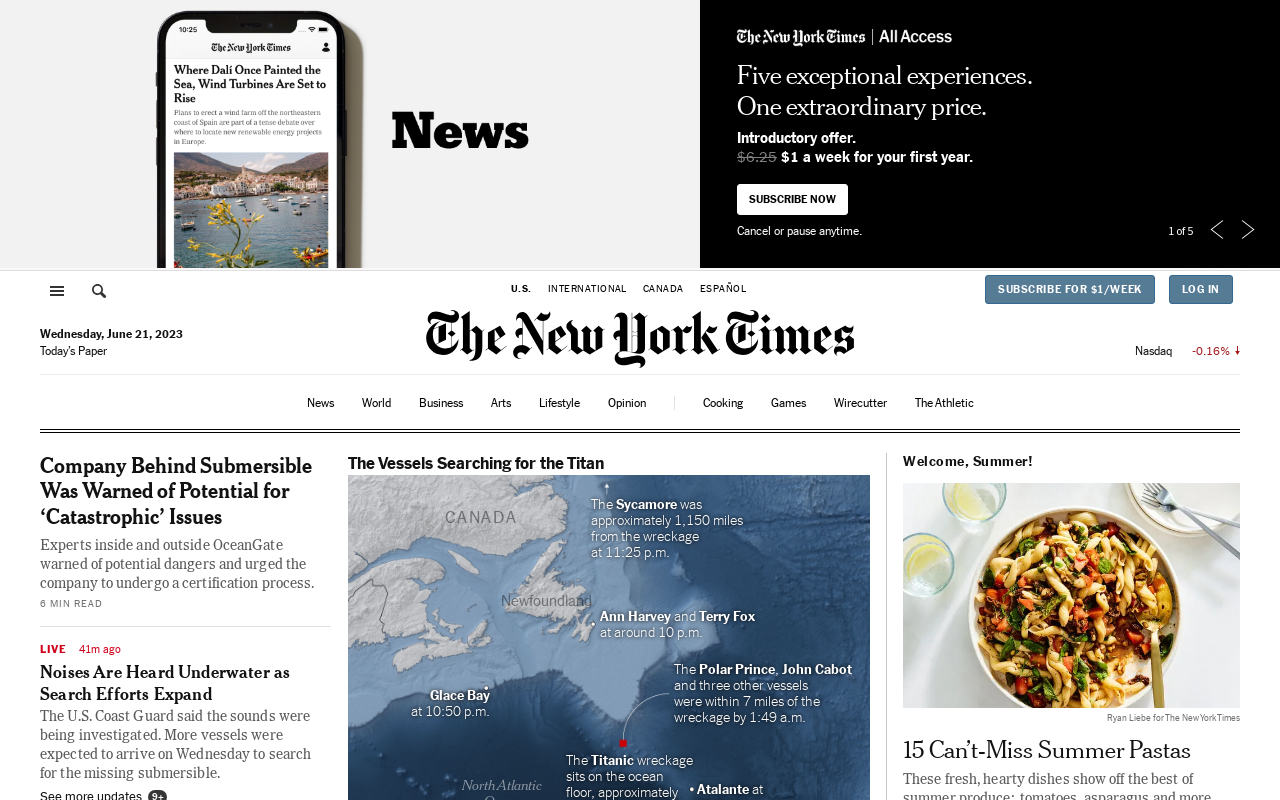 10:25
The New York Times
Where Dalí Once Painted the
Sea, Wind Turbines Are Set to
Rise
Plans to erect a wind farm off the northeastern
coast of Spain are part of a tense debate over
where to locate new renewable energy projects
in Europe.
News
The New York Times | All Access
Five exceptional experiences.
One extraordinary price.
Introductory offer.
$6.25 $1 a week for your first year.
SUBSCRIBE NOW
Cancel or pause anytime.
1 of 5
U.S. INTERNATIONAL CANADA ESPAÑOL
SUBSCRIBE FOR $1/WEEK
LOG IN
Wednesday, June 21, 2023
Today's Paper
The New York Times
Nasdaq -0.16%
News World Business Arts Lifestyle Opinion Cooking Games Wirecutter The Athletic
Company Behind Submersible
Was Warned of Potential for
‘Catastrophic’ Issues
Experts inside and outside OceanGate
warned of potential dangers and urged the
company to undergo a certification process.
6 MIN READ
LIVE 41m ago
Noises Are Heard Underwater as
Search Efforts Expand
The U.S. Coast Guard said the sounds were
being investigated. More vessels were
expected to arrive on Wednesday to search
for the missing submersible.
See more updates 9+
The Vessels Searching for the Titan
CANADA
The Sycamore was
approximately 1,150 miles
from the wreckage
at 11:25 p.m.
Newfoundland
Ann Harvey and Terry Fox
at around 10 p.m.
The Polar Prince, John Cabot
and three other vessels
were within 7 miles of the
wreckage by 1:49 a.m.
Glace Bay
at 10:50 p.m.
The Titanic wreckage
sits on the ocean
floor, approximately
Atalante at
North Atlantic
Welcome, Summer!
Ryan Liebe for The New York Times
15 Can’t-Miss Summer Pastas
These fresh, hearty dishes show off the best of
summer produce: tomatoes, asparagus and more.